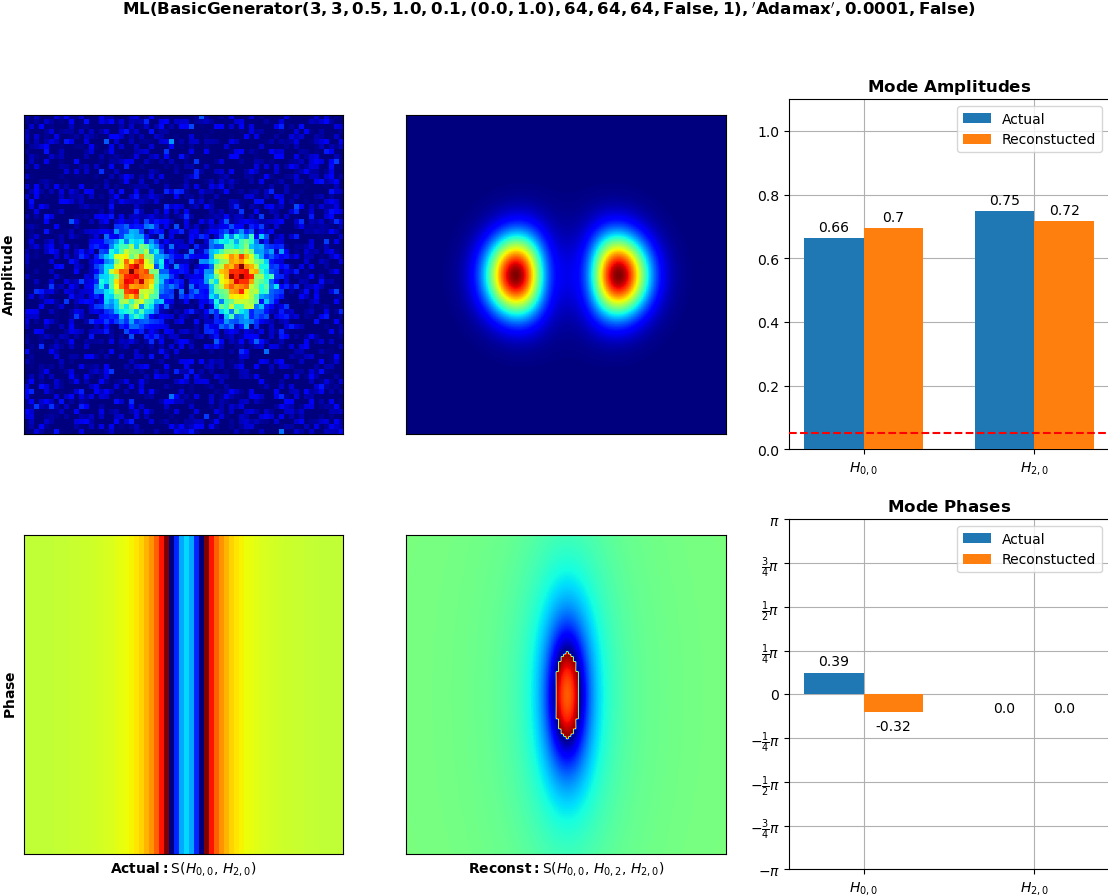 ML(BasicGenerator(3, 3, 0.5, 1.0, 0.1, (0.0, 1.0), 64, 64, 64, False, 1), ′Adamax′, 0.0001, False)
Amplitude
Mode Amplitudes
Actual
Reconstucted
1.0
0.8
0.6
0.4
0.2
0.0
0.66
0.7
0.75
0.72
H0,0
H2,0
Phase
Actual: S(H0,0, H2,0)
Reconst: S(H0,0, H0,2, H2,0)
Mode Phases
Actual
Reconstucted
π
3/4π
1/2π
1/4π
0
−1/4π
−1/2π
−3/4π
−π
0.39
-0.32
0.0
0.0
H0,0
H2,0